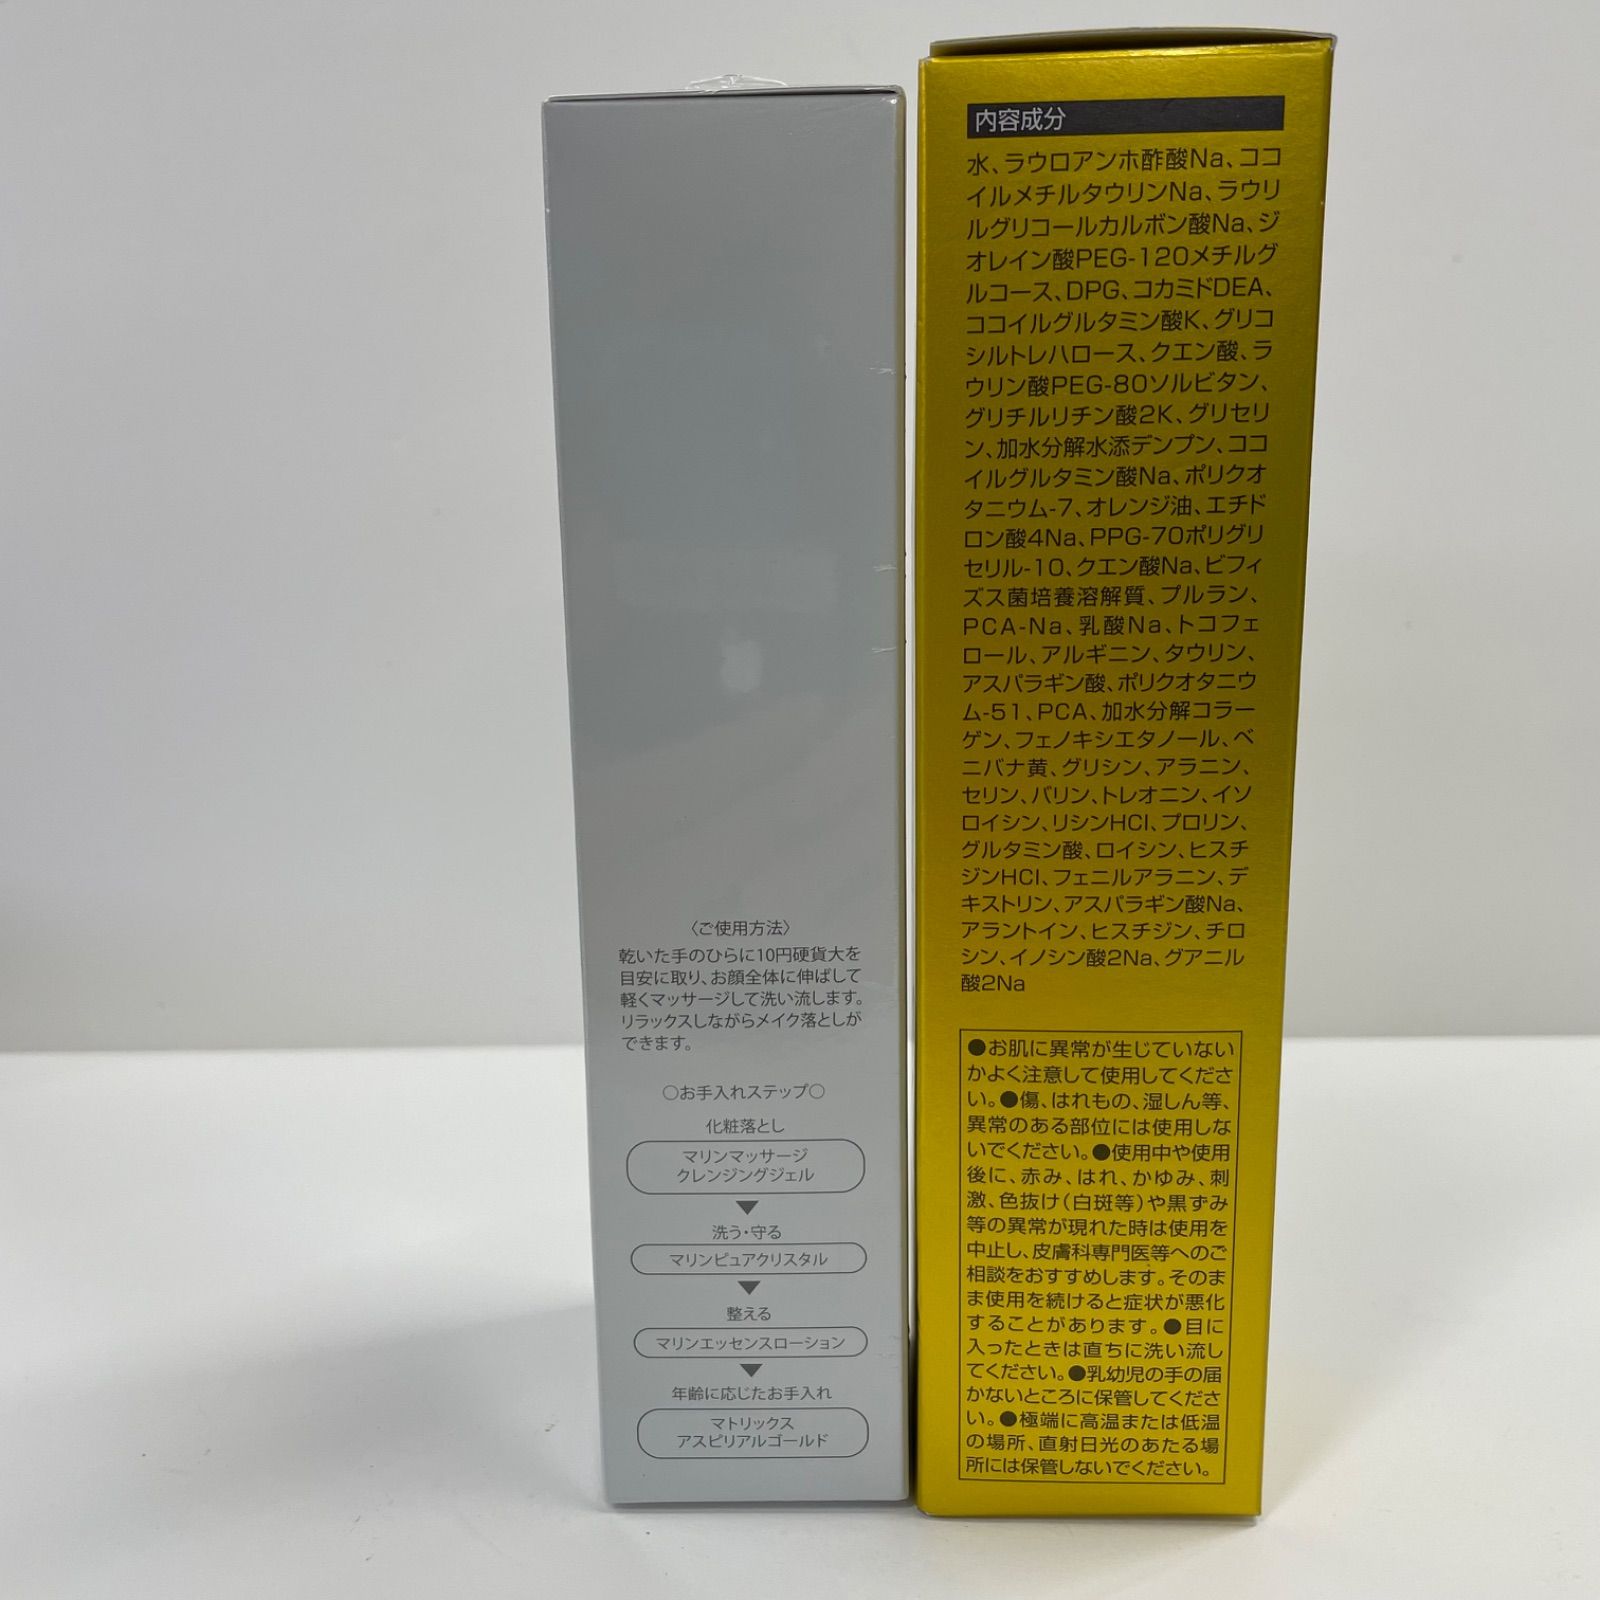 〈ご使用方法〉
乾いた手のひらに10円硬貨大を
目安に取り、お顔全体に伸ばして
軽くマッサージして洗い流します。
リラックスしながらメイク落としが
できます。
○お手入れステップ○
化粧落とし
マリンマッサージ
クレンジングジェル
▼
洗う・守る
マリンピュアクリスタル
▼
整える
マリンエッセンスローション
▼
年齢に応じたお手入れ
マトリックス
アスピリアルゴールド
内容成分
水、ラウロアンホ酢酸Na、ココ
イルメチルタウリンNa、ラウリ
ルグリコールカルボン酸Na、ジ
オレイン酸PEG-120メチルグ
ルコース、DPG、コカミドDEA、
ココイルグルタミン酸K、グリコ
シルトレハロース、クエン酸、ラ
ウリン酸PEG-80ソルビタン、
グリチルリチン酸2K、グリセリ
ン、加水分解水添デンプン、ココ
イルグルタミン酸Na、ポリクオ
タニウム-7、オレンジ油、エチド
ロン酸4Na、PPG-70ポリグリ
セリル-10、クエン酸Na、ビフィ
ズス菌培養溶解質、プルラン、
PCA-Na、乳酸Na、トコフェ
ロール、アルギニン、タウリン、
アスパラギン酸、ポリクオタニウ
ム-51、PCA、加水分解コラー
ゲン、フェノキシエタノール、ベ
ニバナ黄、グリシン、アラニン、
セリン、バリン、トレオニン、イソ
ロイシン、リシンHCl、プロリン、
グルタミン酸、ロイシン、ヒスチ
ジンHCl、フェニルアラニン、デ
キストリン、アスパラギン酸Na、
アラントイン、ヒスチジン、チロ
シン、イノシン酸2Na、グアニル
酸2Na
●お肌に異常が生じていない
かよく注意して使用してくださ
い。●傷、はれもの、湿しん等、
異常のある部位には使用しな
いでください。●使用中や使用
後に、赤み、はれ、かゆみ、刺
激、色抜け(白斑等)や黒ずみ
等の異常が現れた時は使用を
中止し、皮膚科専門医等へのご
相談をおすすめします。そのま
ま使用を続けると症状が悪化
することがあります。●目に
入ったときは直ちに洗い流し
てください。●乳幼児の手の届
かないところに保管してくださ
い。●極端に高温または低温
の場所、直射日光のあたる場
所には保管しないでください。